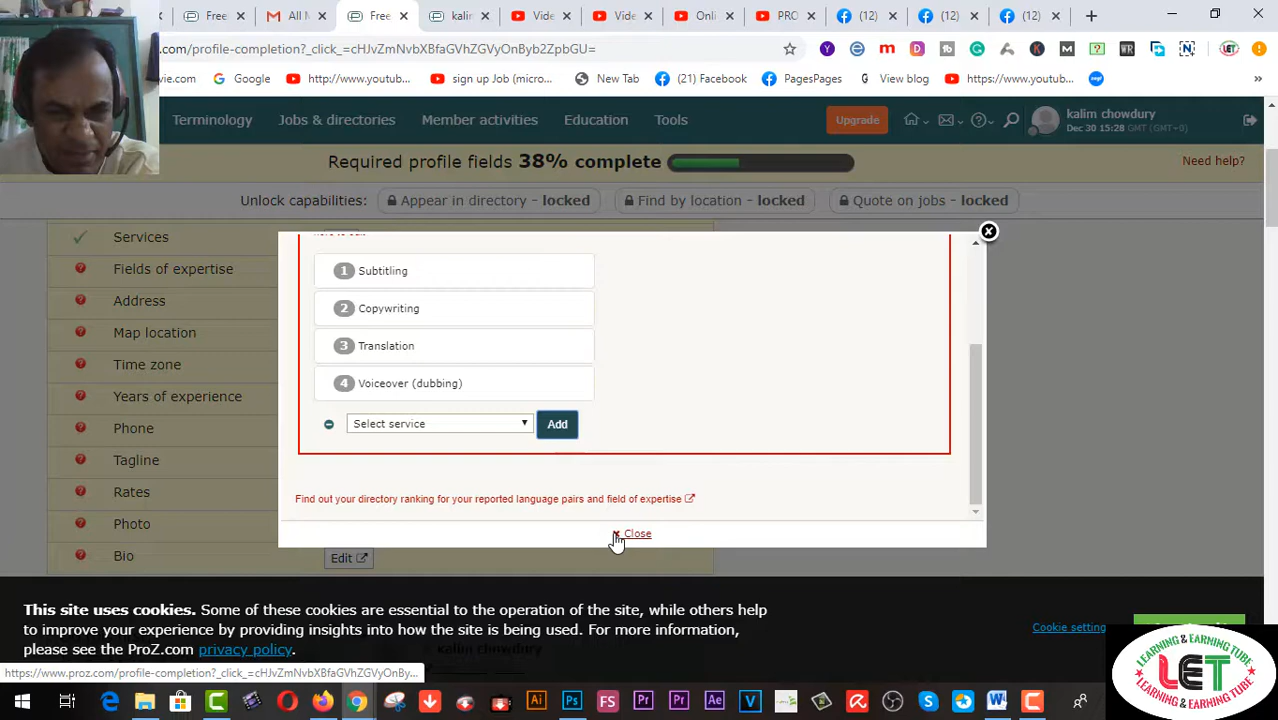 Free
All M
Free
kalir
Vide
Vide
Onli
PRO
(12)
(12)
(12)
.com/profile-completion?_click_=cHJvZmNvbXBfaGVhZGVyOnByb2ZpbGU=
vie.com
Google
http://www.youtub...
sign up Job (micro...
New Tab
(21) Facebook
PagesPages
View blog
https://www.youtub...
Terminology Jobs & directories Member activities Education Tools
Upgrade
kalim chowdury
Dec 30 15:28 GMT (GMT+0)
Required profile fields 38% complete
Need help?
Unlock capabilities: Appear in directory - locked Find by location - locked Quote on jobs - locked
Services
Fields of expertise
Address
Map location
Time zone
Years of experience
Phone
Tagline
Rates
Photo
Bio
Edit
1 Subtitling
2 Copywriting
3 Translation
4 Voiceover (dubbing)
Select service
Add
Find out your directory ranking for your reported language pairs and field of expertise
Close
This site uses cookies. Some of these cookies are essential to the operation of the site, while others help
to improve your experience by providing insights into how the site is being used. For more information,
please see the ProZ.com privacy policy.
Cookie setting
kalim chowdury
https://www.proz.com/profile-completion?_click_=cHJvZmNvbXBfaGVhZGVyOnBy...
LEARNING & EARNING TUBE
LET
LEARNING & EARNING TUBE